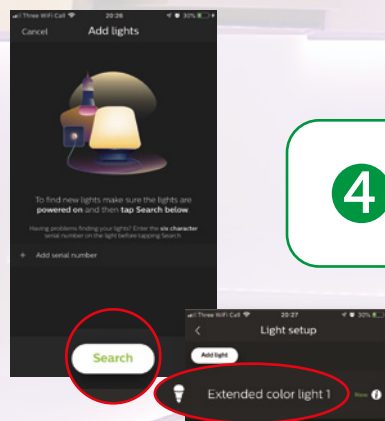 Three WiFi Call 20:26 30%
Cancel Add lights
To find new lights make sure the lights are
powered on and then tap Search below.
Having problems finding your lights? Enter the six character
serial number on the light before tapping Search
+ Add serial number
Search
4
Three WiFi Call 20:27 30%
< Light setup
Add light
Extended color light 1 New i